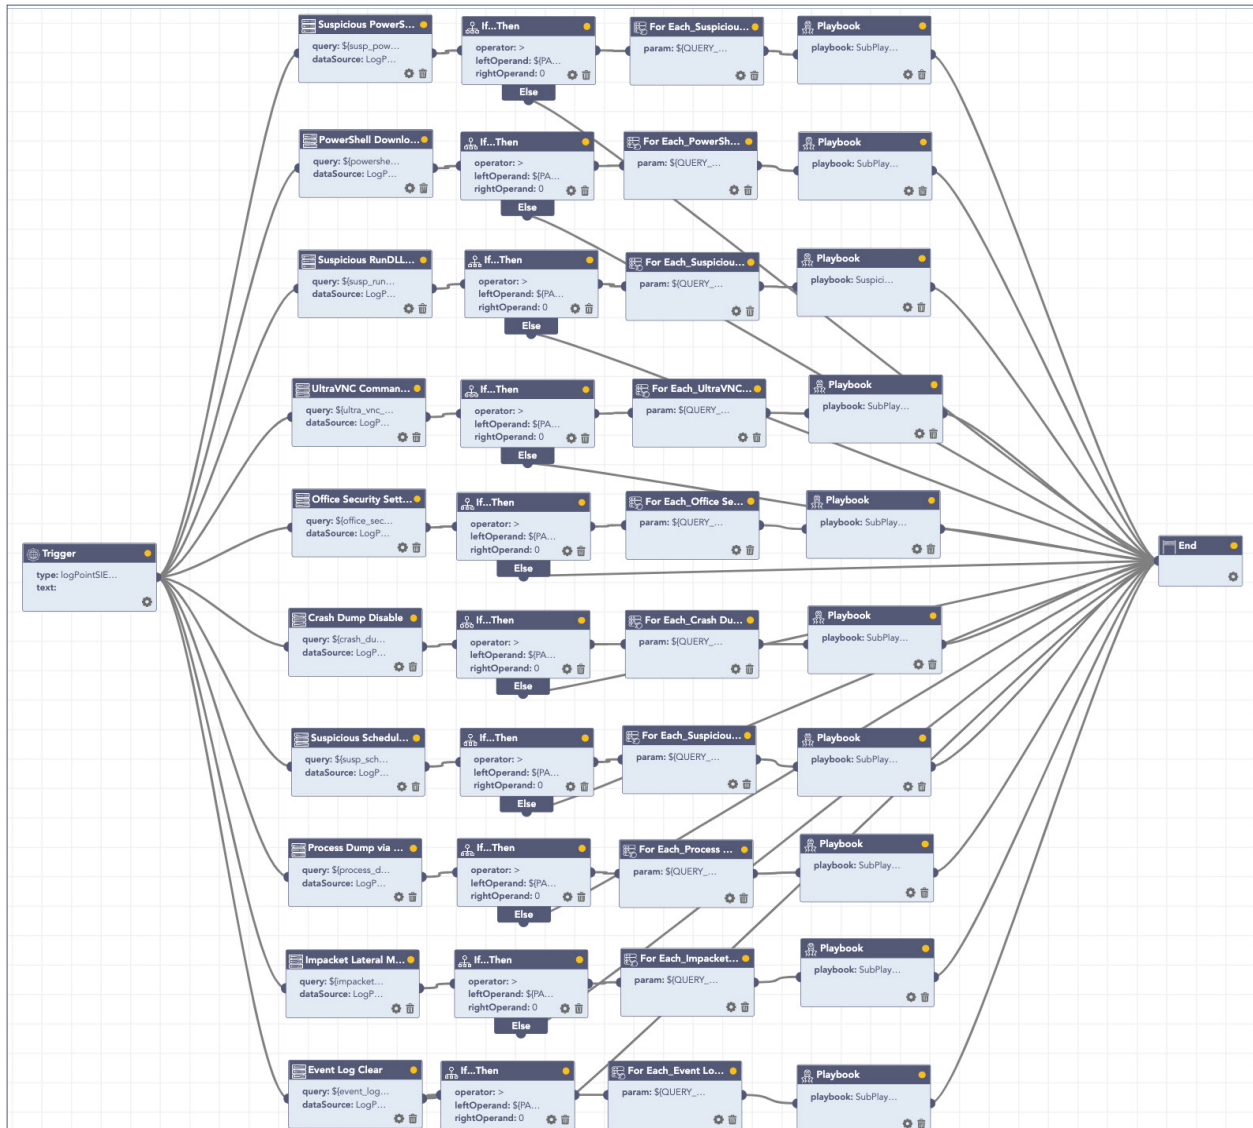 Suspicious PowerS...
query: ${susp_pow...
dataSource: LogP...
If...Then
operator: >
leftOperand: ${PA...
rightOperand: 0
Else
For Each_Suspiciou...
param: ${QUERY_...
Playbook
playbook: SubPlay...
PowerShell Downlo...
query: ${powershe...
dataSource: LogP...
If...Then
operator: >
leftOperand: ${PA...
rightOperand: 0
Else
For Each_PowerSh...
param: ${QUERY_...
Playbook
playbook: SubPlay...
Suspicious RunDLL...
query: ${susp_run...
dataSource: LogP...
If...Then
operator: >
leftOperand: ${PA...
rightOperand: 0
Else
For Each_Suspiciou...
param: ${QUERY_...
Playbook
playbook: Suspici...
UltraVNC Comman...
query: ${ultra_vnc_...
dataSource: LogP...
If...Then
operator: >
leftOperand: ${PA...
rightOperand: 0
Else
For Each_UltraVNC...
param: ${QUERY_...
Playbook
playbook: SubPlay...
Office Security Sett...
query: ${office_sec...
dataSource: LogP...
If...Then
operator: >
leftOperand: ${PA...
rightOperand: 0
Else
For Each_Office Se...
param: ${QUERY_...
Playbook
playbook: SubPlay...
Trigger
type: logPointSIE...
text:
End
Crash Dump Disable
query: ${crash_du...
dataSource: LogP...
If...Then
operator: >
leftOperand: ${PA...
rightOperand: 0
Else
For Each_Crash Du...
param: ${QUERY_...
Playbook
playbook: SubPlay...
Suspicious Schedul...
query: ${susp_sch...
dataSource: LogP...
If...Then
operator: >
leftOperand: ${PA...
rightOperand: 0
Else
For Each_Suspiciou...
param: ${QUERY_...
Playbook
playbook: SubPlay...
Process Dump via ...
query: ${process_d...
dataSource: LogP...
If...Then
operator: >
leftOperand: ${PA...
rightOperand: 0
Else
For Each_Process ...
param: ${QUERY_...
Playbook
playbook: SubPlay...
Impacket Lateral M...
query: ${impacket...
dataSource: LogP...
If...Then
operator: >
leftOperand: ${PA...
rightOperand: 0
Else
For Each_Impacket...
param: ${QUERY_...
Playbook
playbook: SubPlay...
Event Log Clear
query: ${event_log...
dataSource: LogP...
If...Then
operator: >
leftOperand: ${PA...
rightOperand: 0
For Each_Event Lo...
param: ${QUERY_...
Playbook
playbook: SubPlay...